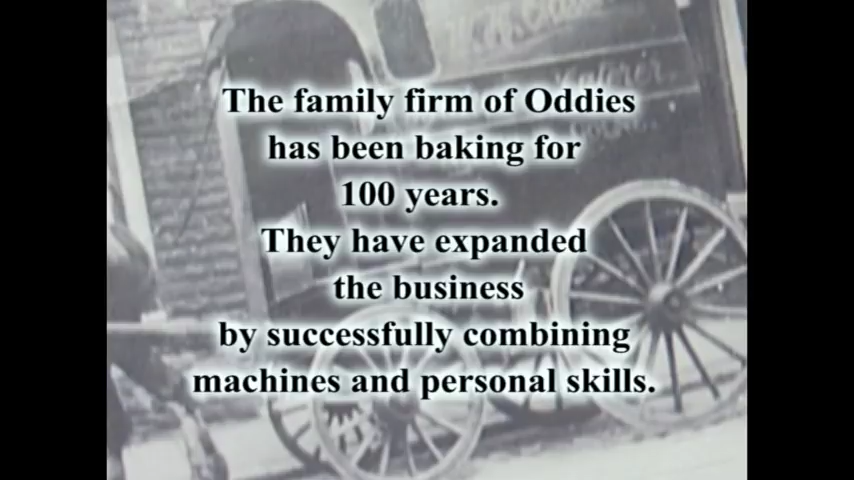 The family firm of Oddies
has been baking for
100 years.
They have expanded
the business
by successfully combining
machines and personal skills.